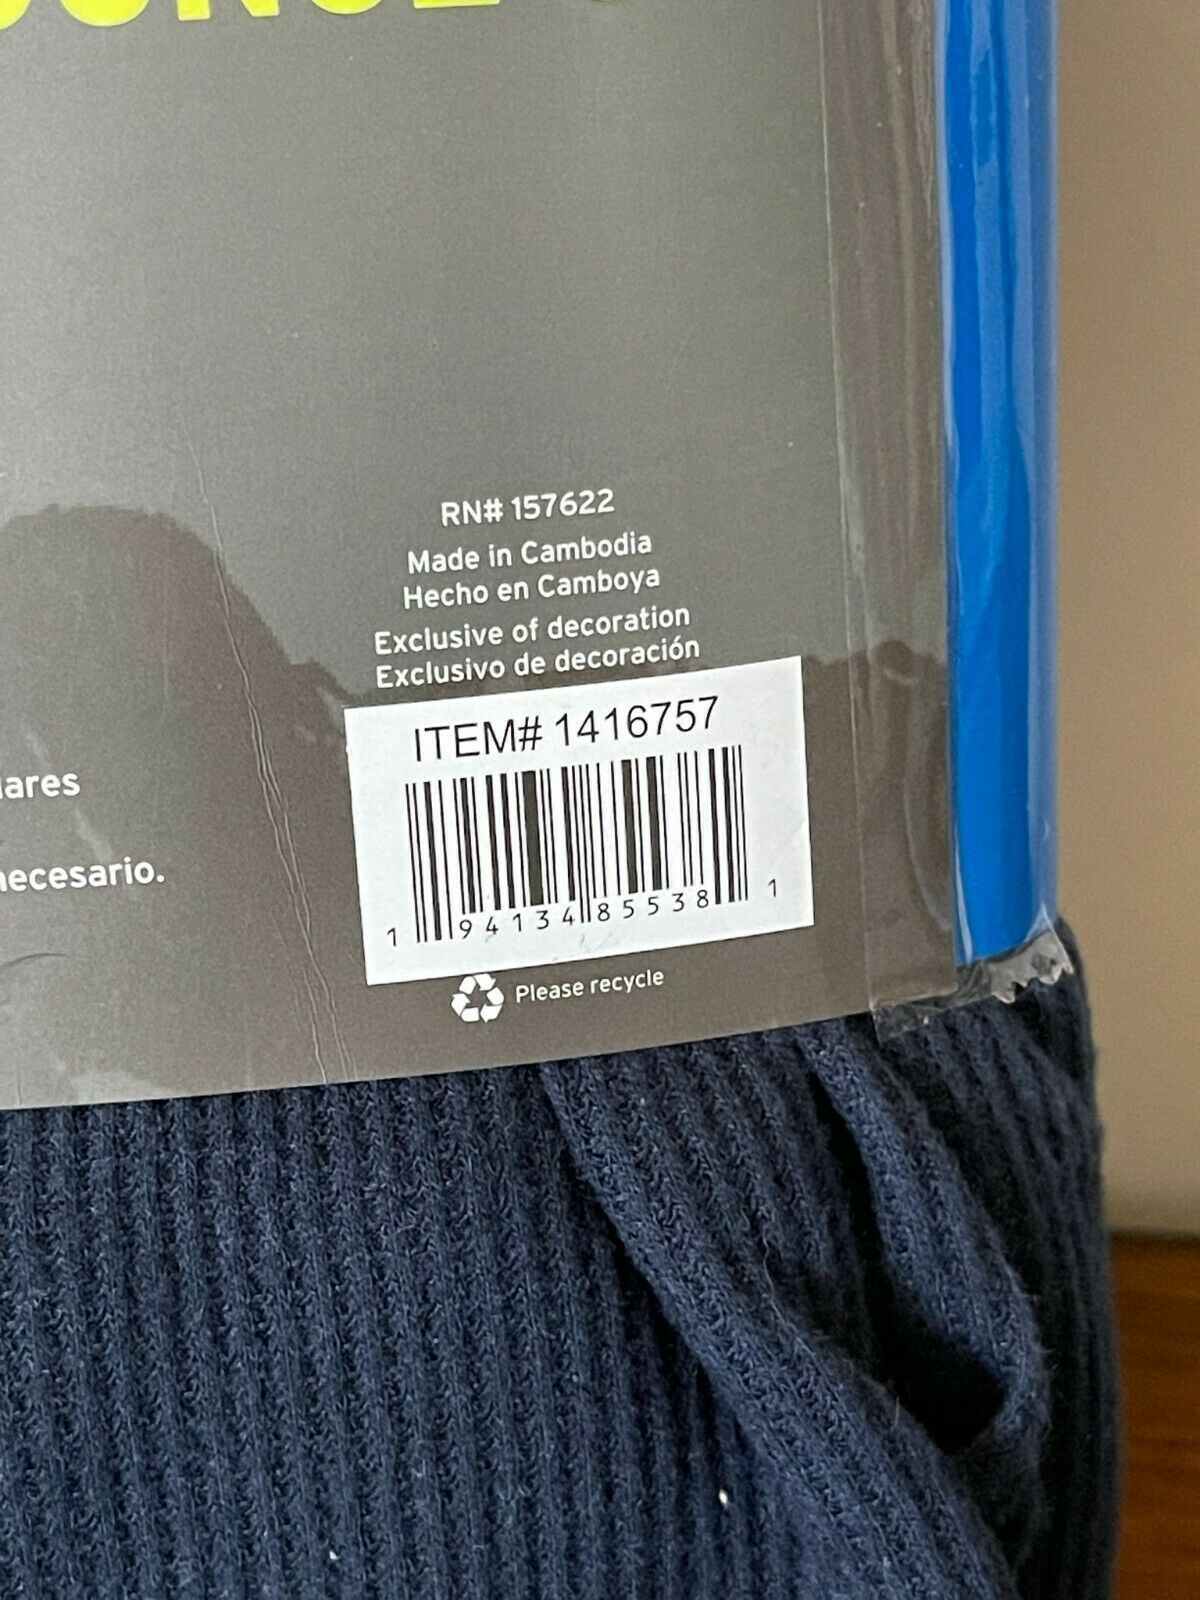 RN# 157622
Made in Cambodia
Hecho en Camboya
Exclusive of decoration
Exclusivo de decoración
ITEM# 1416757
lares
necesario.
1 94134 85538 1
Please recycle